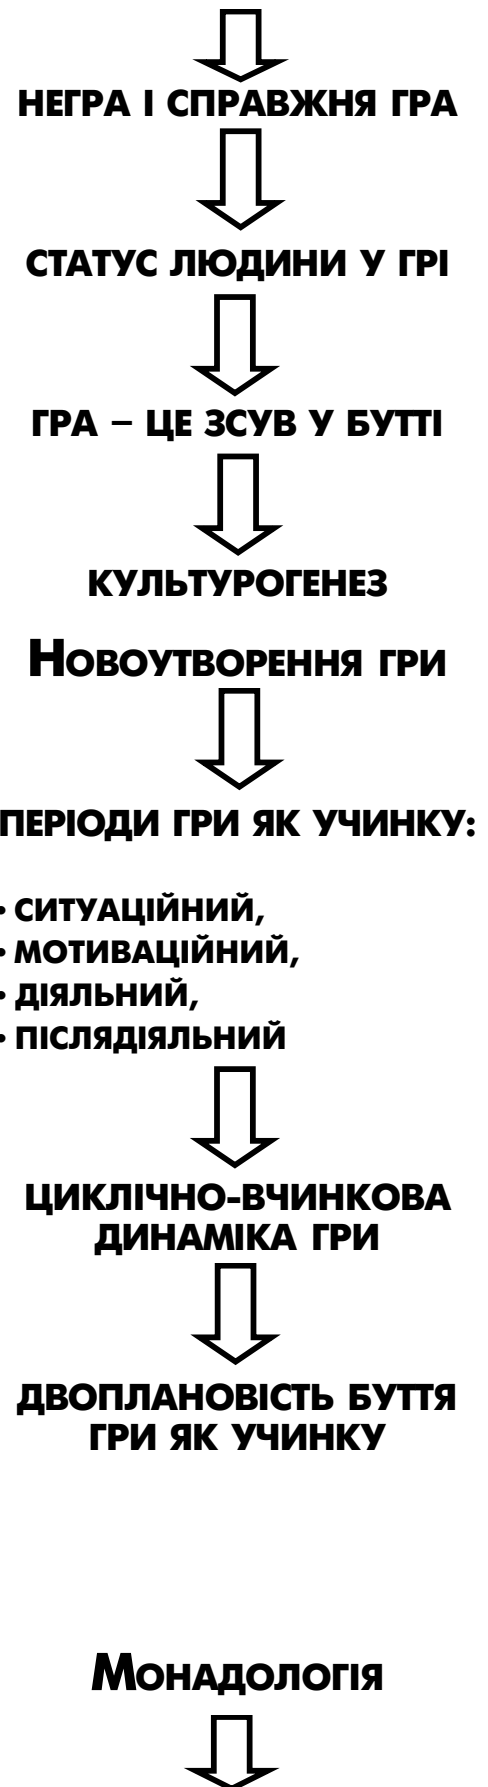 НЕГРА І СПРАВЖНЯ ГРА
СТАТУС ЛЮДИНИ У ГРІ
ГРА – ЦЕ ЗСУВ У БУТТІ
КУЛЬТУРОГЕНЕЗ
НОВОУТВОРЕННЯ ГРИ
ПЕРІОДИ ГРИ ЯК УЧИНКУ:
• СИТУАЦІЙНИЙ,
• МОТИВАЦІЙНИЙ,
• ДІЯЛЬНИЙ,
• ПІСЛЯДІЯЛЬНИЙ
ЦИКЛІЧНО-ВЧИНКОВА
ДИНАМІКА ГРИ
ДВОПЛАНОВІСТЬ БУТТЯ
ГРИ ЯК УЧИНКУ
МОНАДОЛОГІЯ